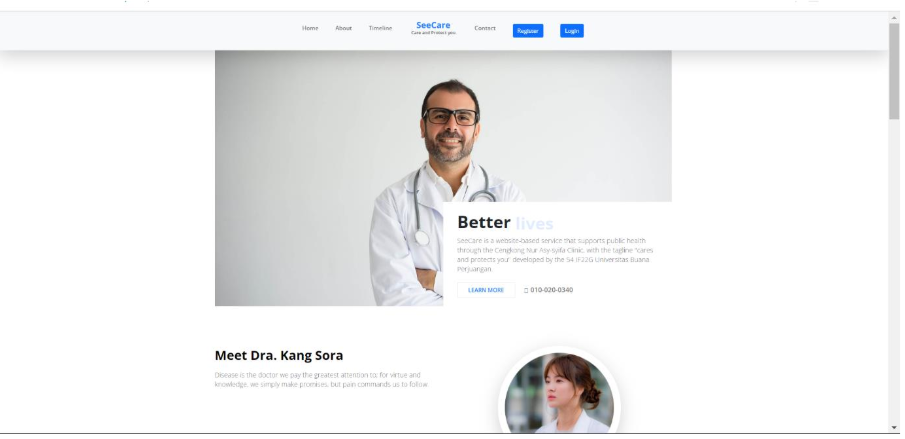 Home
About
Timeline
SeeCare
Care and Protect you
Contact
Register
Login
Better lives
SeeCare is a website-based service that supports public health
through the Cengkong Nur Asy-syifa Clinic, with the tagline "cares
and protects you" developed by the S4 IF22G Universitas Buana
Perjuangan.
LEARN MORE
010-020-0340
Meet Dra. Kang Sora
Disease is the doctor we pay the greatest attention to; for virtue and
knowledge, we simply make promises, but pain commands us to follow.